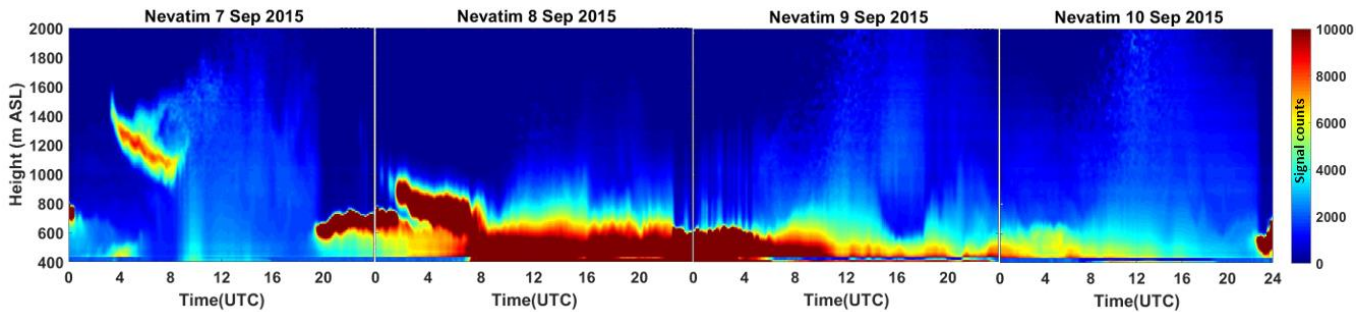 Nevatim 7 Sep 2015
Nevatim 8 Sep 2015
Nevatim 9 Sep 2015
Nevatim 10 Sep 2015
Height (m ASL)
2000
1800
1600
1400
1200
1000
800
600
400
0 4 8 12 16 20 24
0 4 8 12 16 20
0 4 8 12 16 20
0 4 8 12 16 20 24
Time(UTC)
Time(UTC)
Time(UTC)
Time(UTC)
10000
8000
6000
4000
2000
0
Signal counts